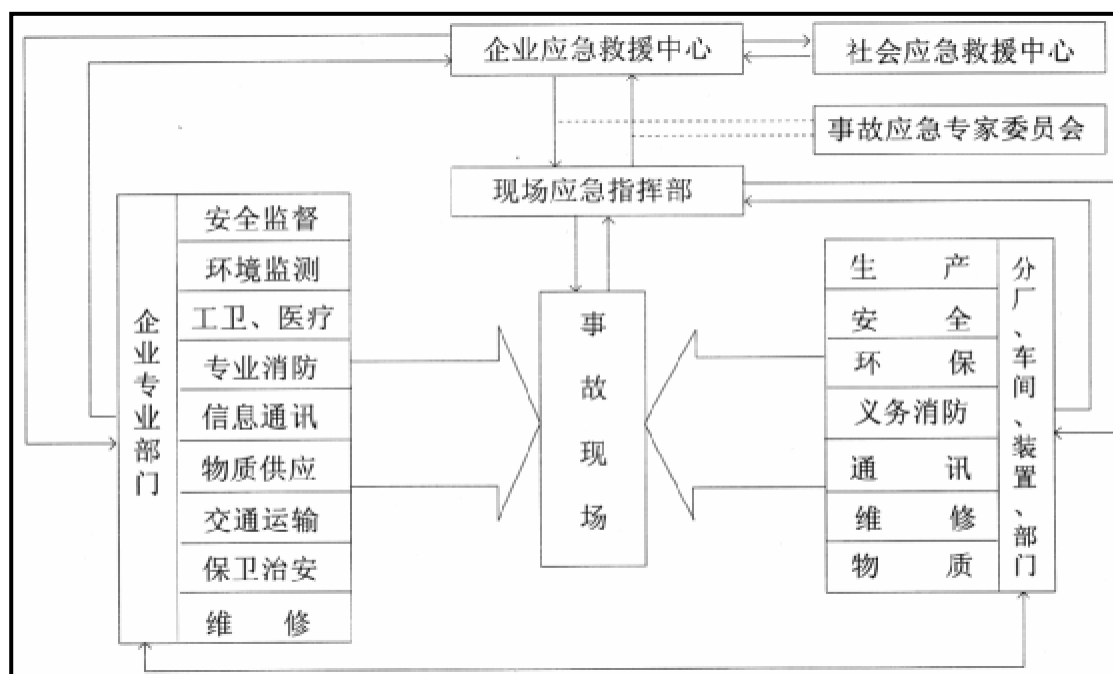 企业应急救援中心
社会应急救援中心
事故应急专家委员会
现场应急指挥部
企业专业部门
安全监督
环境监测
工卫、医疗
专业消防
信息通讯
物质供应
交通运输
保卫治安
维 修
事故现场
生 产
安 全
环 保
义务消防
通 讯
维 修
物 质
分厂、车间、装置、部门